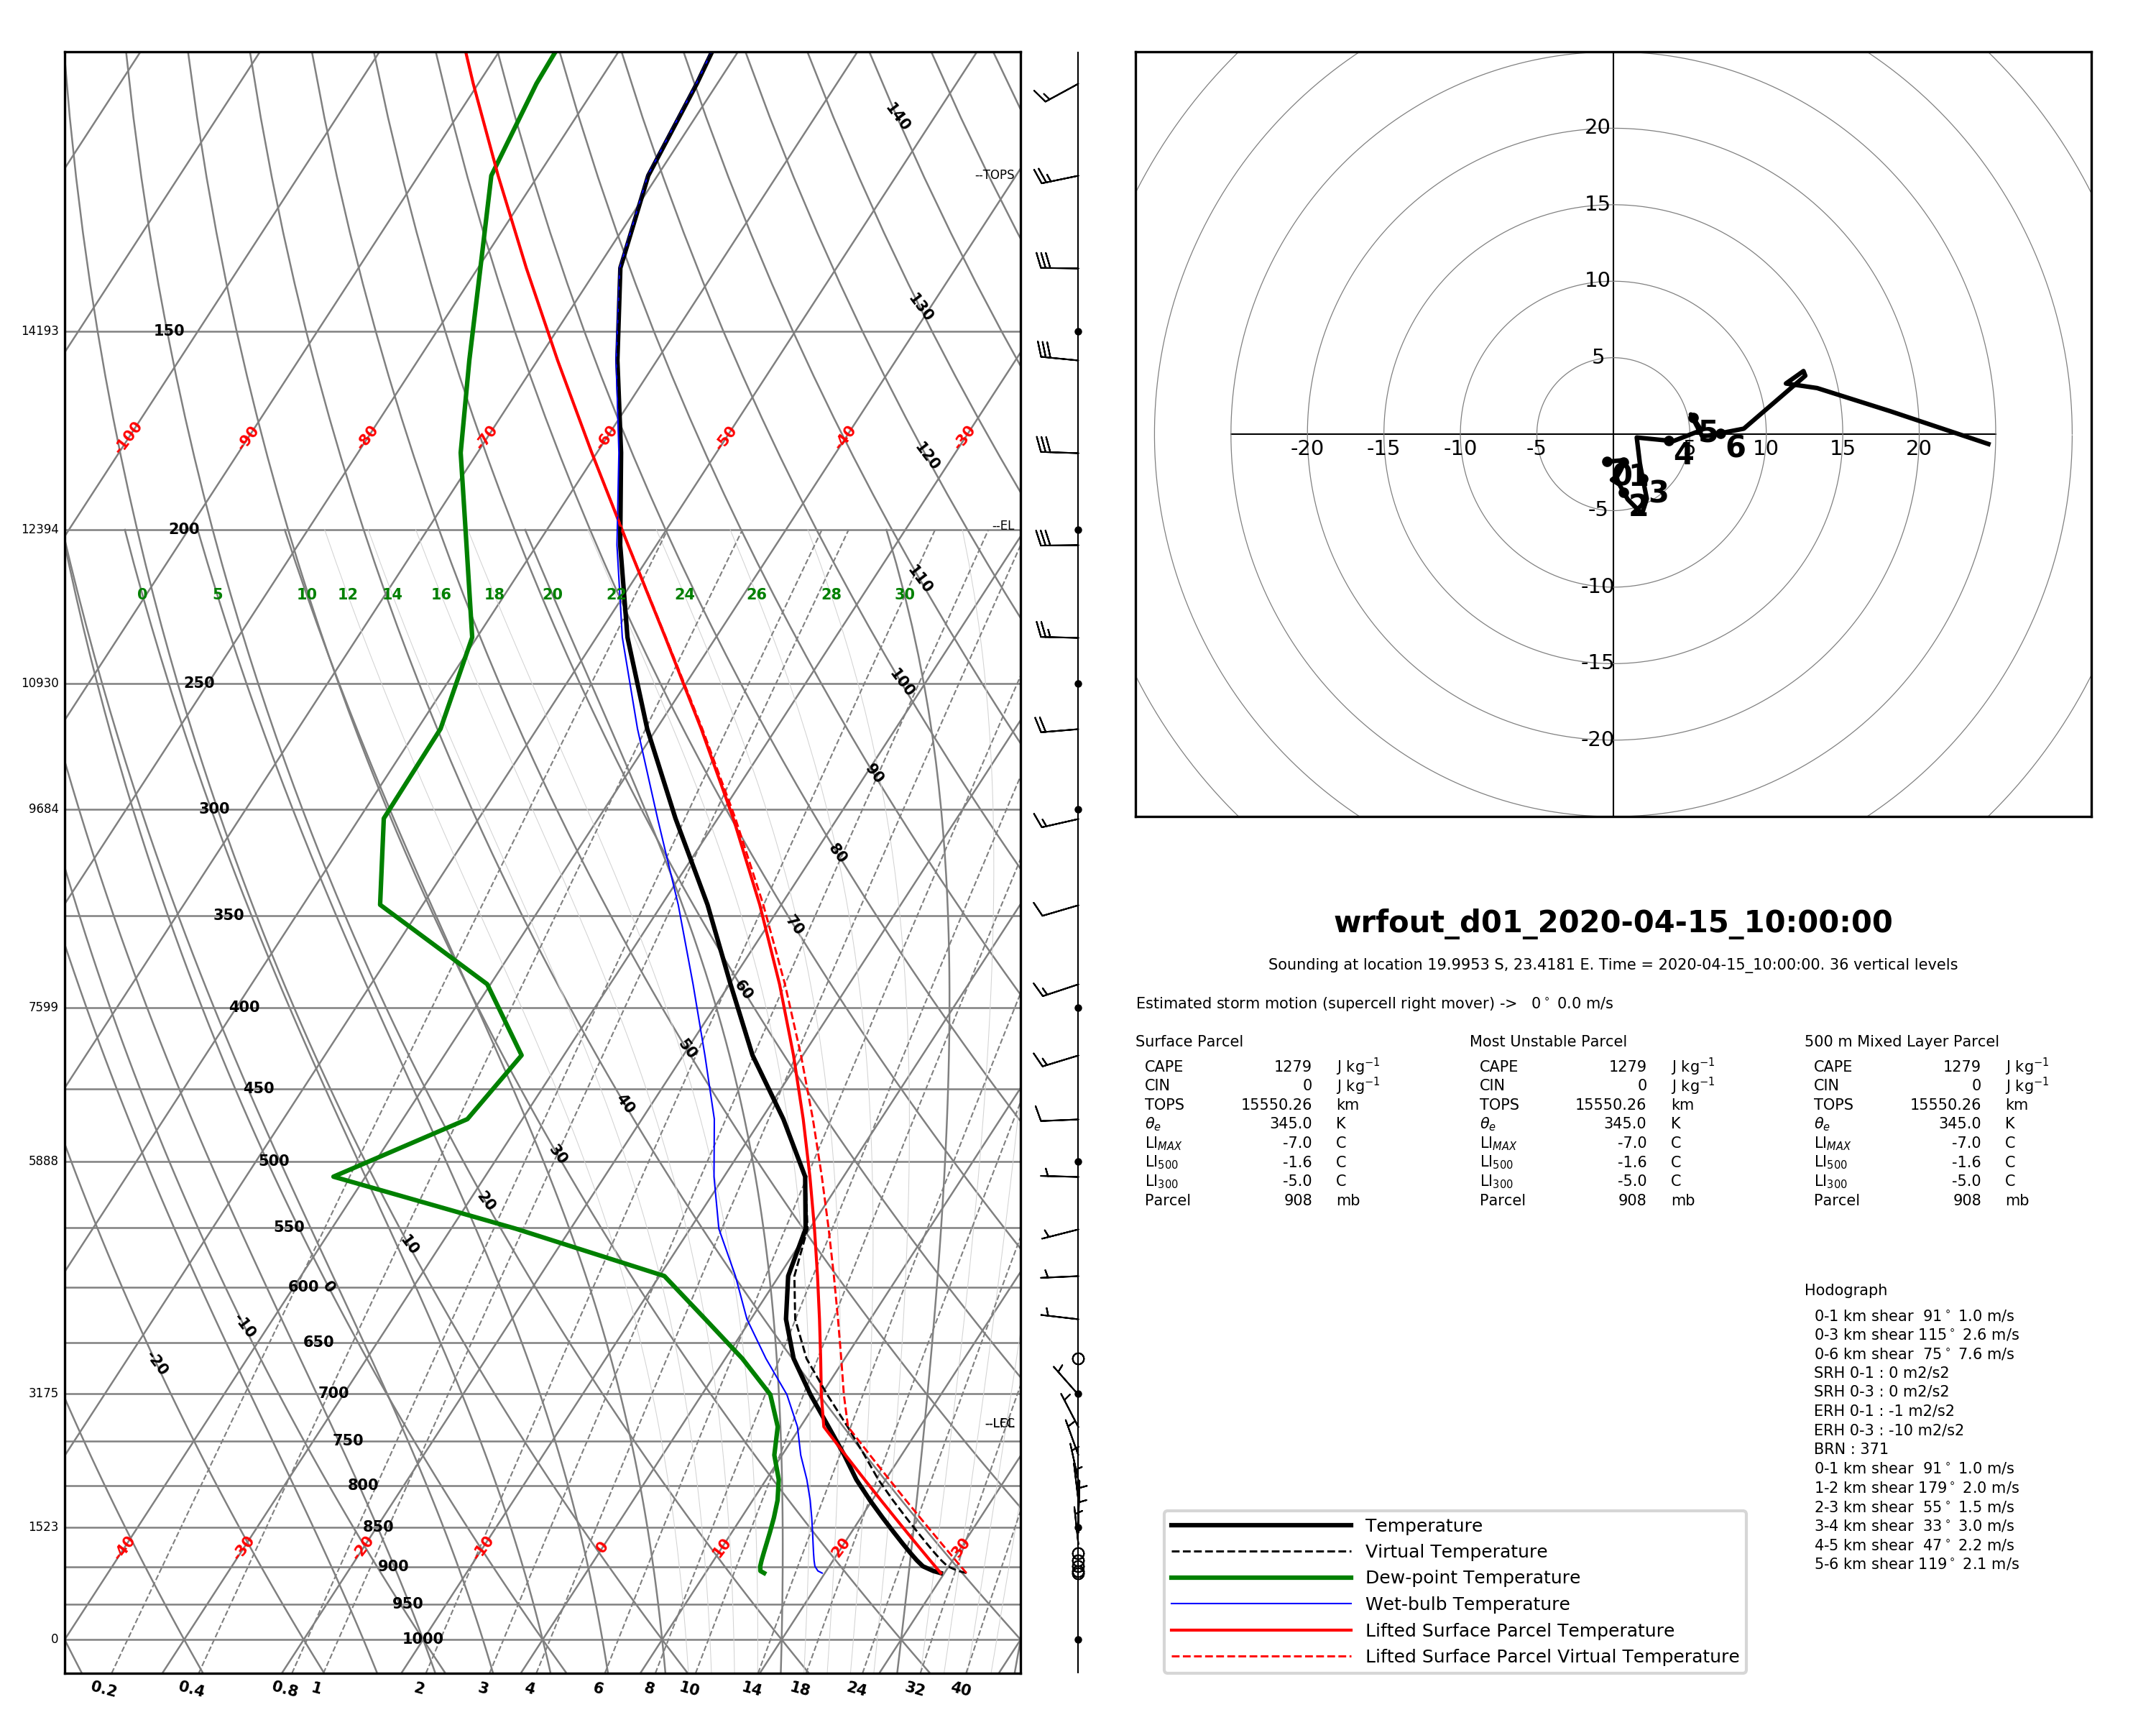 140
--TOPS
130
14193 150
-100 -90 -80 -70 -60 -50 -40 -30
120
12394 200 --EL
110
0 5 10 12 14 16 18 20 22 24 26 28 30
10930 250 100
90
9684 300
80
350 70
7599 400 60
50
450 40
5888 500 30
20
550 10
600 0
-10
650
-20
3175 700
750
800
1523 850
-40 -30 -20 -10 0 10 20 30
900
950
0 1000
0.2 0.4 0.8 1 2 3 4 6 8 10 14 18 24 32 40
20
15
10
5
-20 -15 -10 -5 5 10 15 20
0 1 2 3 4 5 6
-5
-10
-15
-20
wrfout_d01_2020-04-15_10:00:00
Sounding at location 19.9953 S, 23.4181 E. Time = 2020-04-15_10:00:00. 36 vertical levels
Estimated storm motion (supercell right mover) -> 0° 0.0 m/s
Surface Parcel Most Unstable Parcel 500 m Mixed Layer Parcel
CAPE 1279 J kg⁻¹ CAPE 1279 J kg⁻¹ CAPE 1279 J kg⁻¹
CIN 0 J kg⁻¹ CIN 0 J kg⁻¹ CIN 0 J kg⁻¹
TOPS 15550.26 km TOPS 15550.26 km TOPS 15550.26 km
θe 345.0 K θe 345.0 K θe 345.0 K
LIMAX -7.0 C LIMAX -7.0 C LIMAX -7.0 C
LI500 -1.6 C LI500 -1.6 C LI500 -1.6 C
LI300 -5.0 C LI300 -5.0 C LI300 -5.0 C
Parcel 908 mb Parcel 908 mb Parcel 908 mb
Hodograph
0-1 km shear 91° 1.0 m/s
0-3 km shear 115° 2.6 m/s
0-6 km shear 75° 7.6 m/s
SRH 0-1 : 0 m2/s2
SRH 0-3 : 0 m2/s2
ERH 0-1 : -1 m2/s2
ERH 0-3 : -10 m2/s2
BRN : 371
0-1 km shear 91° 1.0 m/s
1-2 km shear 179° 2.0 m/s
2-3 km shear 55° 1.5 m/s
3-4 km shear 33° 3.0 m/s
4-5 km shear 47° 2.2 m/s
5-6 km shear 119° 2.1 m/s
Temperature
Virtual Temperature
Dew-point Temperature
Wet-bulb Temperature
Lifted Surface Parcel Temperature
Lifted Surface Parcel Virtual Temperature